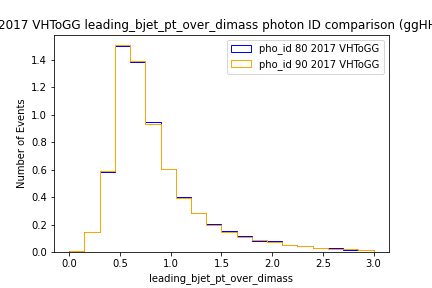 2017 VHToGG leading_bjet_pt_over_dimass photon ID comparison (ggHH
pho_id 80 2017 VHToGG
pho_id 90 2017 VHToGG
Number of Events
1.4
1.2
1.0
0.8
0.6
0.4
0.2
0.0
0.0 0.5 1.0 1.5 2.0 2.5 3.0
leading_bjet_pt_over_dimass